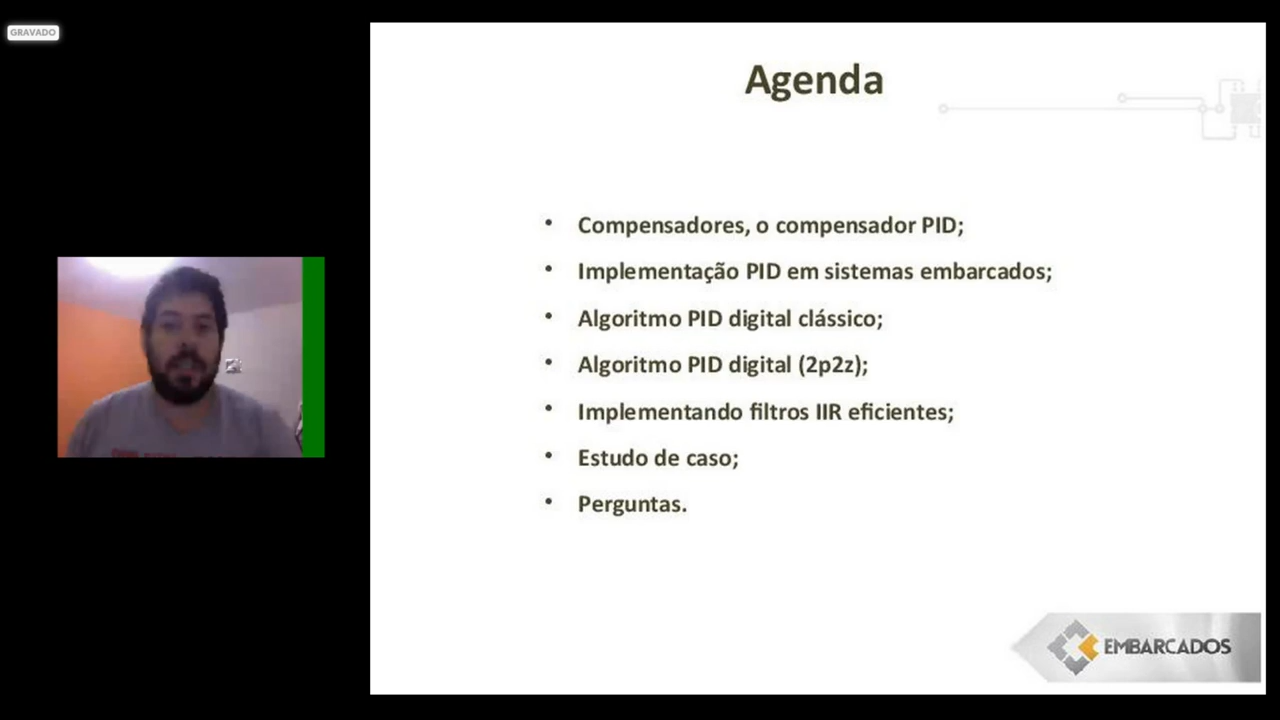 GRAVADO
Agenda
• Compensadores, o compensador PID;
• Implementação PID em sistemas embarcados;
• Algoritmo PID digital clássico;
• Algoritmo PID digital (2p2z);
• Implementando filtros IIR eficientes;
• Estudo de caso;
• Perguntas.
EMBARCADOS